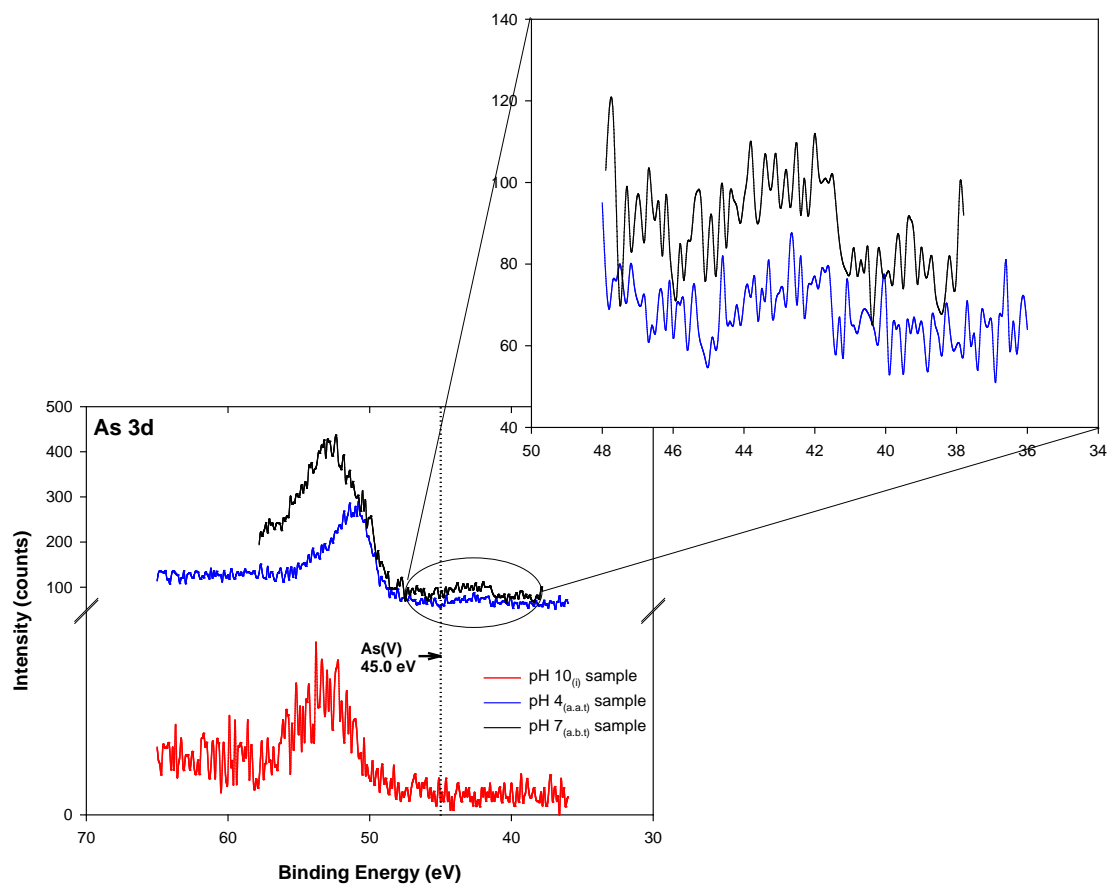 140
120
100
80
60
40
50 48 46 44 42 40 38 36 34
500
As 3d
400
300
200
100
0
Intensity (counts)
As(V)
45.0 eV
pH 10(i) sample
pH 4(a.a.t) sample
pH 7(a.b.t) sample
70 60 50 40 30
Binding Energy (eV)